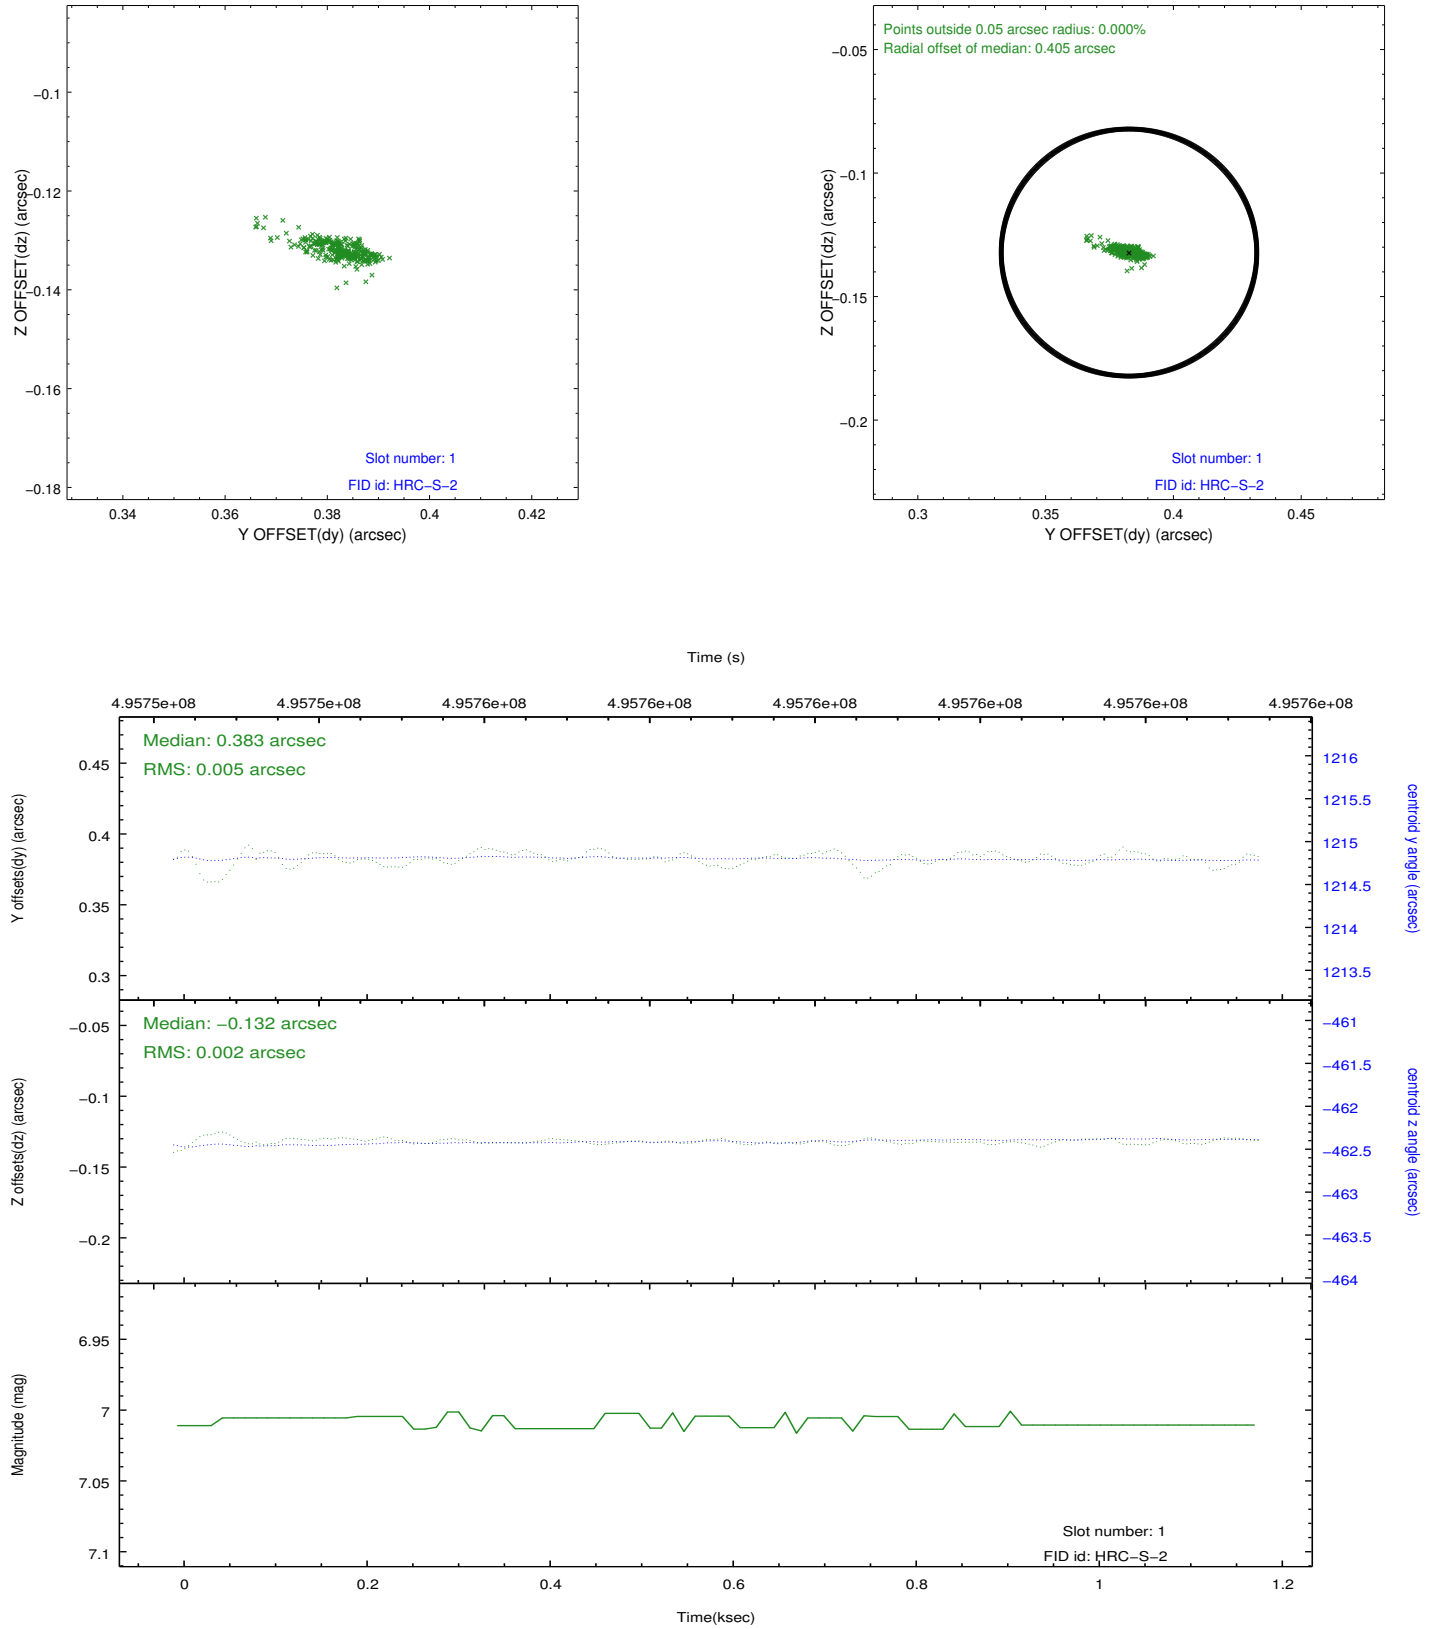 −0.1
−0.12
−0.14
−0.16
−0.18
Z OFFSET(dz) (arcsec)
Slot number: 1
FID id: HRC−S−2
0.34 0.36 0.38 0.4 0.42
Y OFFSET(dy) (arcsec)
Points outside 0.05 arcsec radius: 0.000%
Radial offset of median: 0.405 arcsec
−0.05
−0.1
−0.15
−0.2
Z OFFSET(dz) (arcsec)
Slot number: 1
FID id: HRC−S−2
0.3 0.35 0.4 0.45
Y OFFSET(dy) (arcsec)
Time (s)
4.9575e+08 4.9575e+08 4.9576e+08 4.9576e+08 4.9576e+08 4.9576e+08 4.9576e+08 4.9576e+08
Median: 0.383 arcsec
RMS: 0.005 arcsec
0.45
0.4
0.35
0.3
Y offsets(dy) (arcsec)
1216
1215.5
1215
1214.5
1214
1213.5
centroid y angle (arcsec)
Median: −0.132 arcsec
RMS: 0.002 arcsec
−0.05
−0.1
−0.15
−0.2
Z offsets(dz) (arcsec)
−461
−461.5
−462
−462.5
−463
−463.5
−464
centroid z angle (arcsec)
6.95
7
7.05
7.1
Magnitude (mag)
Slot number: 1
FID id: HRC−S−2
0 0.2 0.4 0.6 0.8 1 1.2
Time(ksec)